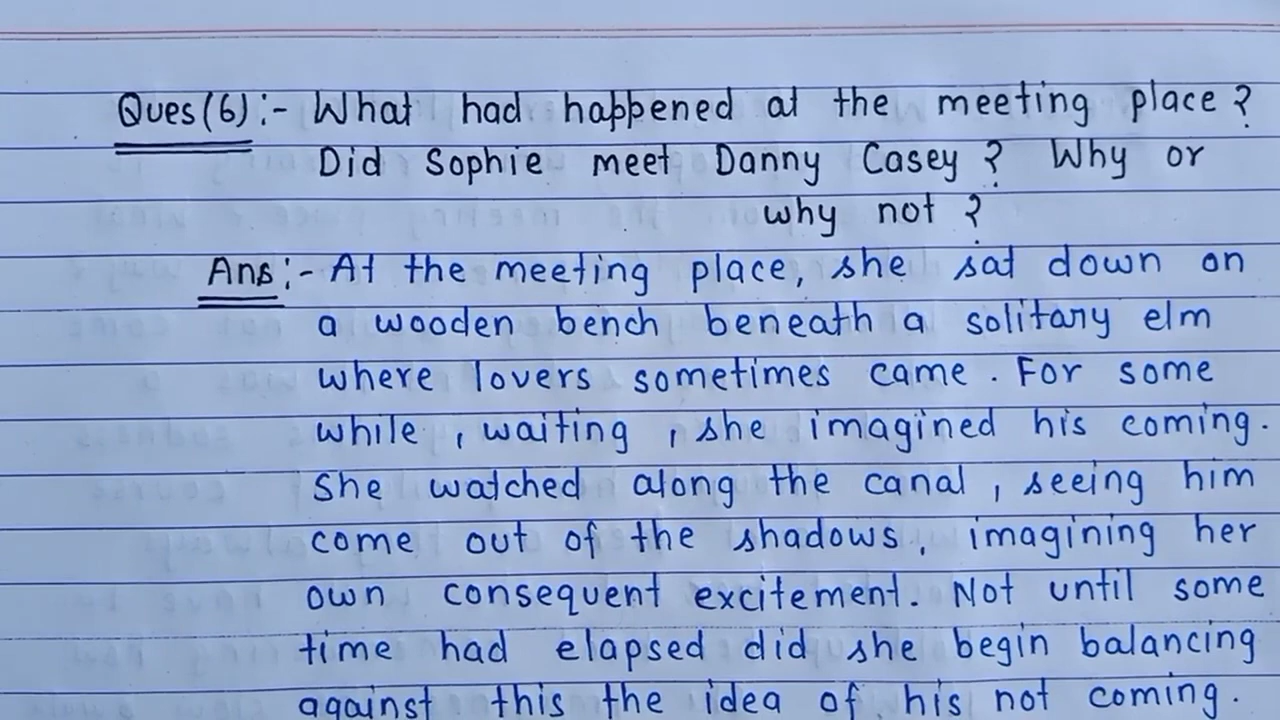 Ques(6):- What had happened at the meeting place?
Did Sophie meet Danny Casey? Why or
why not?
Ans:- At the meeting place, she sat down on
a wooden bench beneath a solitary elm
where lovers sometimes came. For some
while, waiting, she imagined his coming.
She watched along the canal, seeing him
come out of the shadows, imagining her
own consequent excitement. Not until some
time had elapsed did she begin balancing
against this the idea of his not coming.